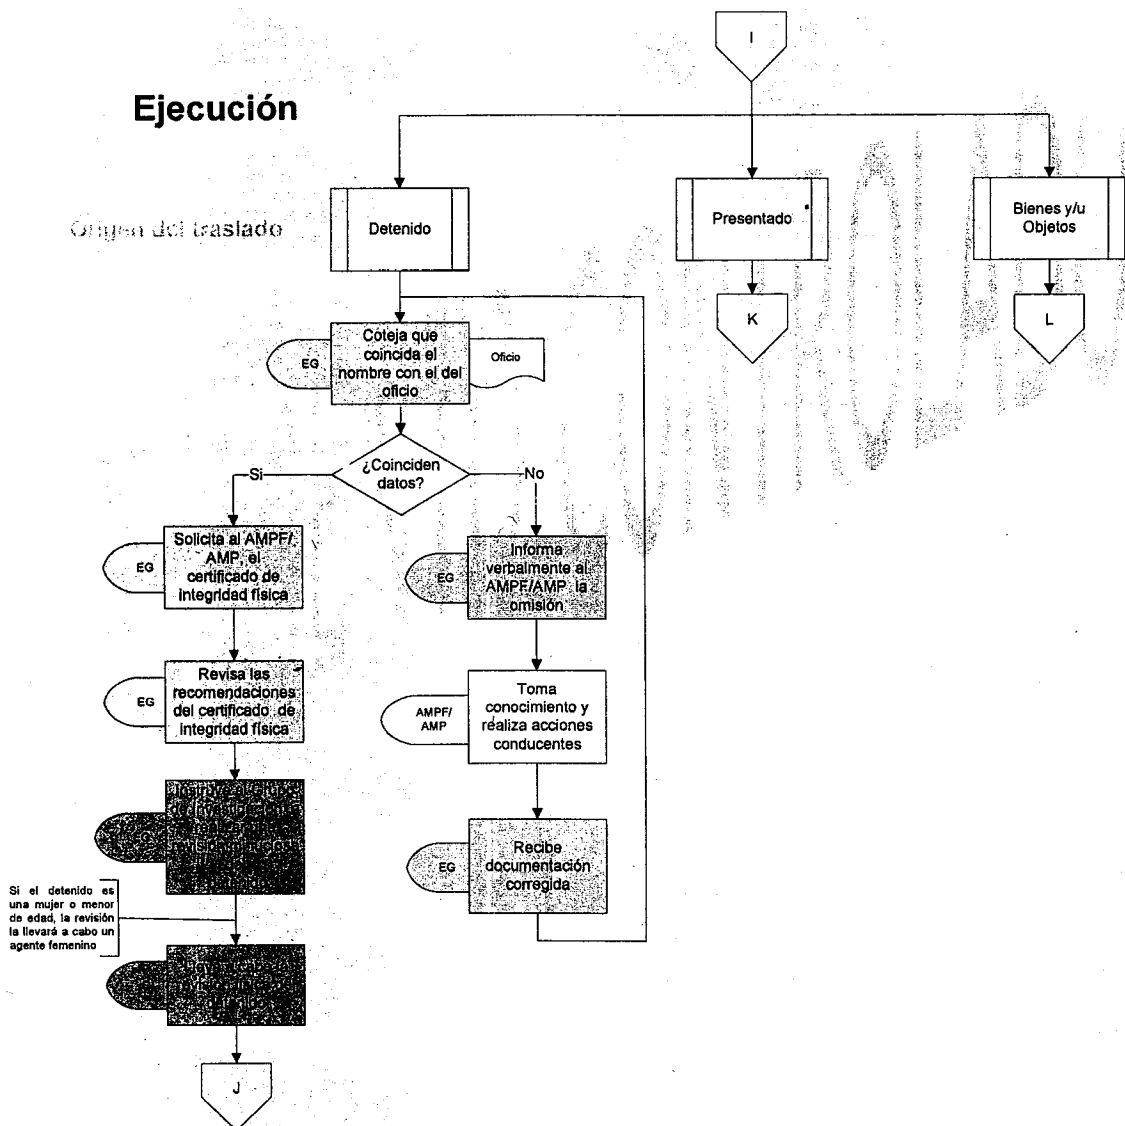 I
Ejecución
Origen del traslado
Detenido
Presentado
Bienes y/u
Objetos
K
L
EG
Coteja que
coincida el
nombre con el del
oficio
Oficio
¿Coinciden
datos?
Si
No
EG
Solicita al AMPF/
AMP, el
certificado de
integridad física
EG
Informa
verbalmente al
AMPF/AMP la
omisión
EG
Revisa las
recomendaciones
del certificado de
integridad física
AMPF/
AMP
Toma
conocimiento y
realiza acciones
conducentes
Instruye al Grupo
EG
Recibe
documentación
corregida
Si el detenido es
una mujer o menor
de edad, la revisión
la llevará a cabo un
agente femenino
detenido
J